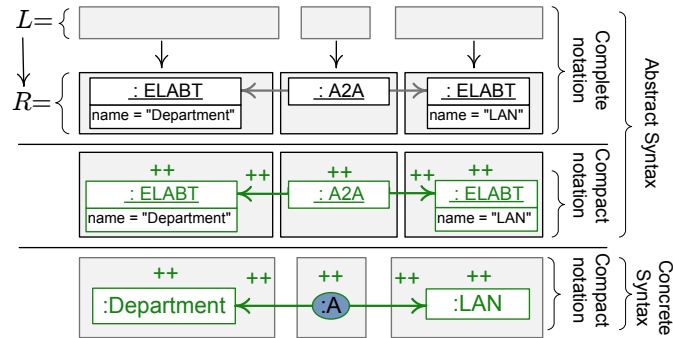 L=
R=
: ELABT
name = "Department"
: A2A
: ELABT
name = "LAN"
Complete
notation
++
++
++
++
++
: ELABT
name = "Department"
: A2A
: ELABT
name = "LAN"
Compact
notation
Abstract Syntax
++
++
++
++
++
:Department
:A
:LAN
Compact
notation
Concrete
Syntax